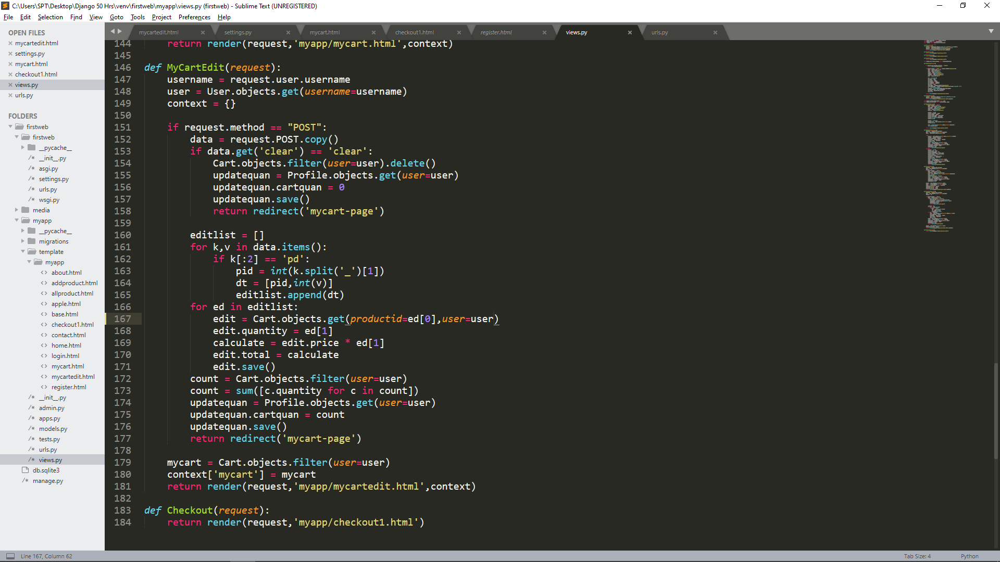 C:\Users\SPT\Desktop\Django 50 Hrs\venv\firstweb\myapp\views.py (firstweb) - Sublime Text (UNREGISTERED)
File Edit Selection Find View Goto Tools Project Preferences Help
OPEN FILES
mycartedit.html
settings.py
mycart.html
checkout1.html
views.py
urls.py
FOLDERS
firstweb
firstweb
__pycache__
/* __init__.py
/* asgi.py
/* settings.py
/* urls.py
/* wsgi.py
media
myapp
__pycache__
migrations
template
myapp
<> about.html
<> addproduct.html
<> allproduct.html
<> apple.html
<> base.html
<> checkout1.html
<> contact.html
<> home.html
<> login.html
<> mycart.html
<> mycartedit.html
<> register.html
/* __init__.py
/* admin.py
/* apps.py
/* models.py
/* tests.py
/* urls.py
/* views.py
db.sqlite3
/* manage.py
mycartedit.html settings.py mycart.html checkout1.html register.html views.py urls.py
144     return render(request,'myapp/mycart.html',context)
145
146 def MyCartEdit(request):
147     username = request.user.username
148     user = User.objects.get(username=username)
149     context = {}
150
151     if request.method == "POST":
152         data = request.POST.copy()
153         if data.get('clear') == 'clear':
154             Cart.objects.filter(user=user).delete()
155             updatequan = Profile.objects.get(user=user)
156             updatequan.cartquan = 0
157             updatequan.save()
158             return redirect('mycart-page')
159
160         editlist = []
161         for k,v in data.items():
162             if k[:2] == 'pd':
163                 pid = int(k.split('_')[1])
164                 dt = [pid,int(v)]
165                 editlist.append(dt)
166         for ed in editlist:
167             edit = Cart.objects.get(productid=ed[0],user=user)
168             edit.quantity = ed[1]
169             calculate = edit.price * ed[1]
170             edit.total = calculate
171             edit.save()
172         count = Cart.objects.filter(user=user)
173         count = sum([c.quantity for c in count])
174         updatequan = Profile.objects.get(user=user)
175         updatequan.cartquan = count
176         updatequan.save()
177         return redirect('mycart-page')
178
179     mycart = Cart.objects.filter(user=user)
180     context['mycart'] = mycart
181     return render(request,'myapp/mycartedit.html',context)
182
183 def Checkout(request):
184     return render(request,'myapp/checkout1.html')
Line 167, Column 62
Tab Size: 4
Python